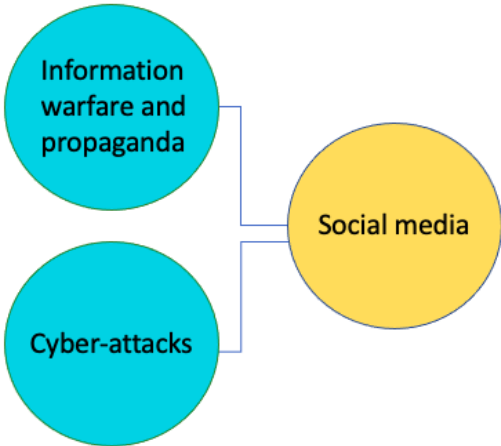 Information
warfare and
propaganda
Social media
Cyber-attacks